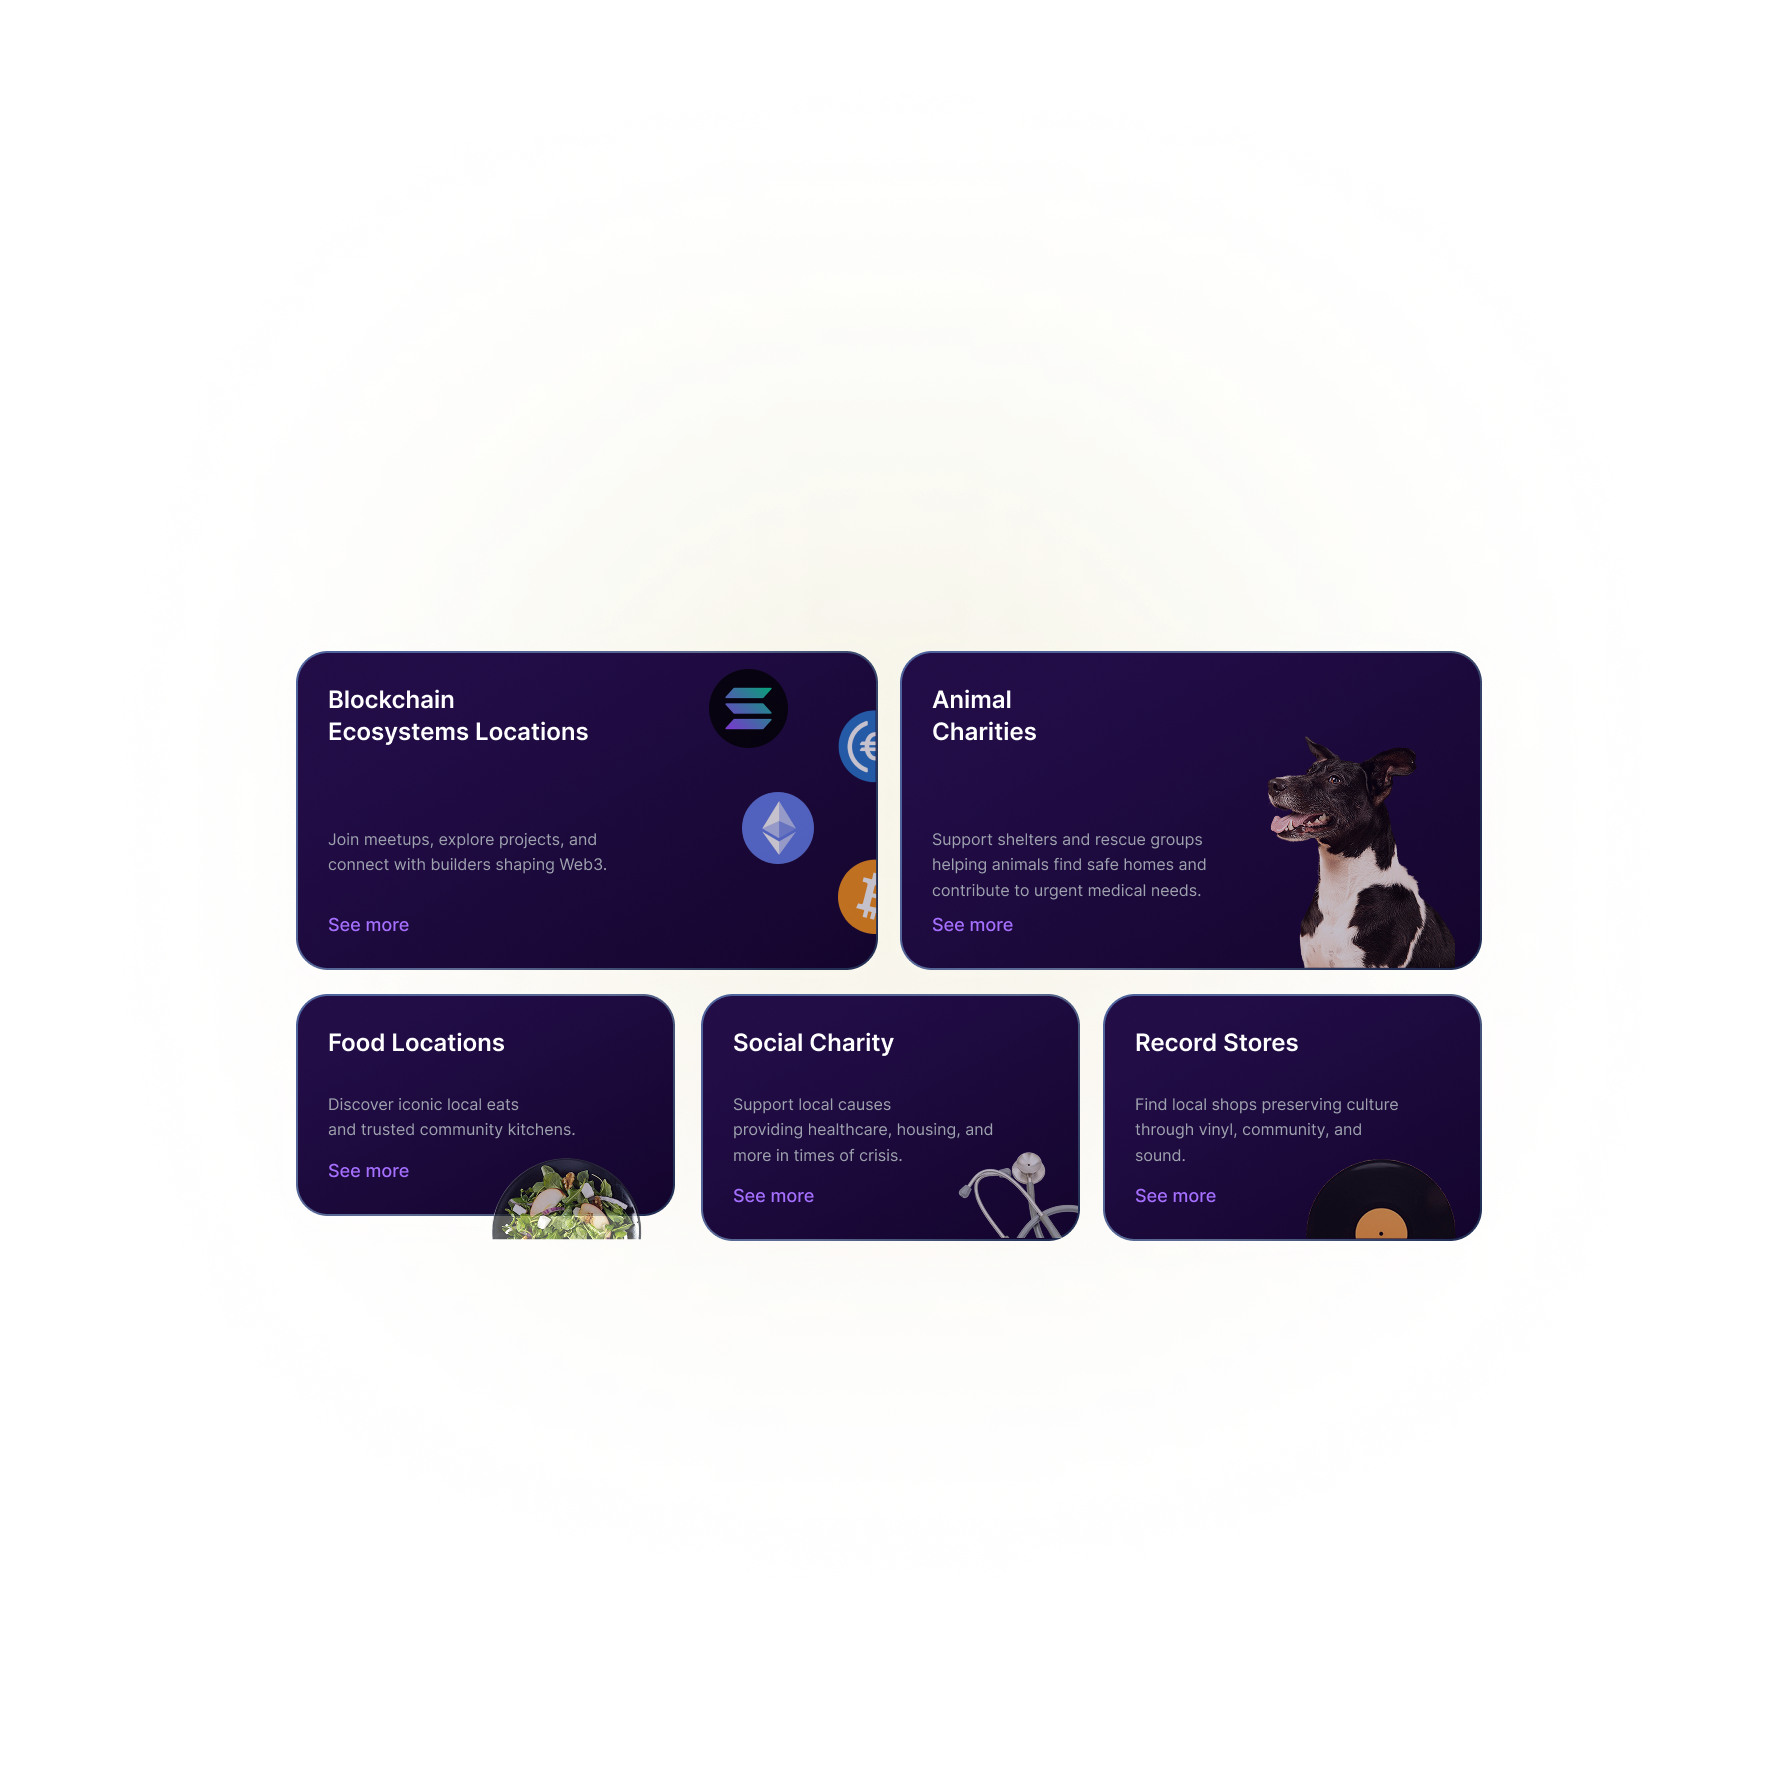 Blockchain
Ecosystems Locations
Join meetups, explore projects, and
connect with builders shaping Web3.
See more
Animal
Charities
Support shelters and rescue groups
helping animals find safe homes and
contribute to urgent medical needs.
See more
Food Locations
Discover iconic local eats
and trusted community kitchens.
See more
Social Charity
Support local causes
providing healthcare, housing, and
more in times of crisis.
See more
Record Stores
Find local shops preserving culture
through vinyl, community, and
sound.
See more